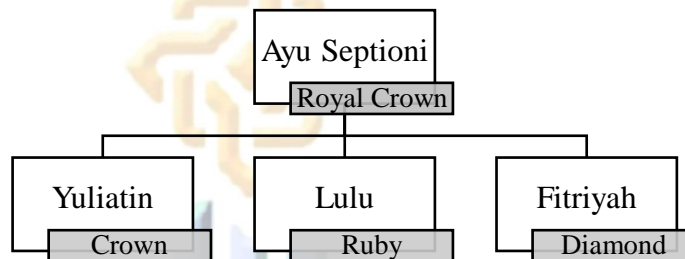 Ayu Septioni
Royal Crown
Yuliatin
Crown
Lulu
Ruby
Fitriyah
Diamond